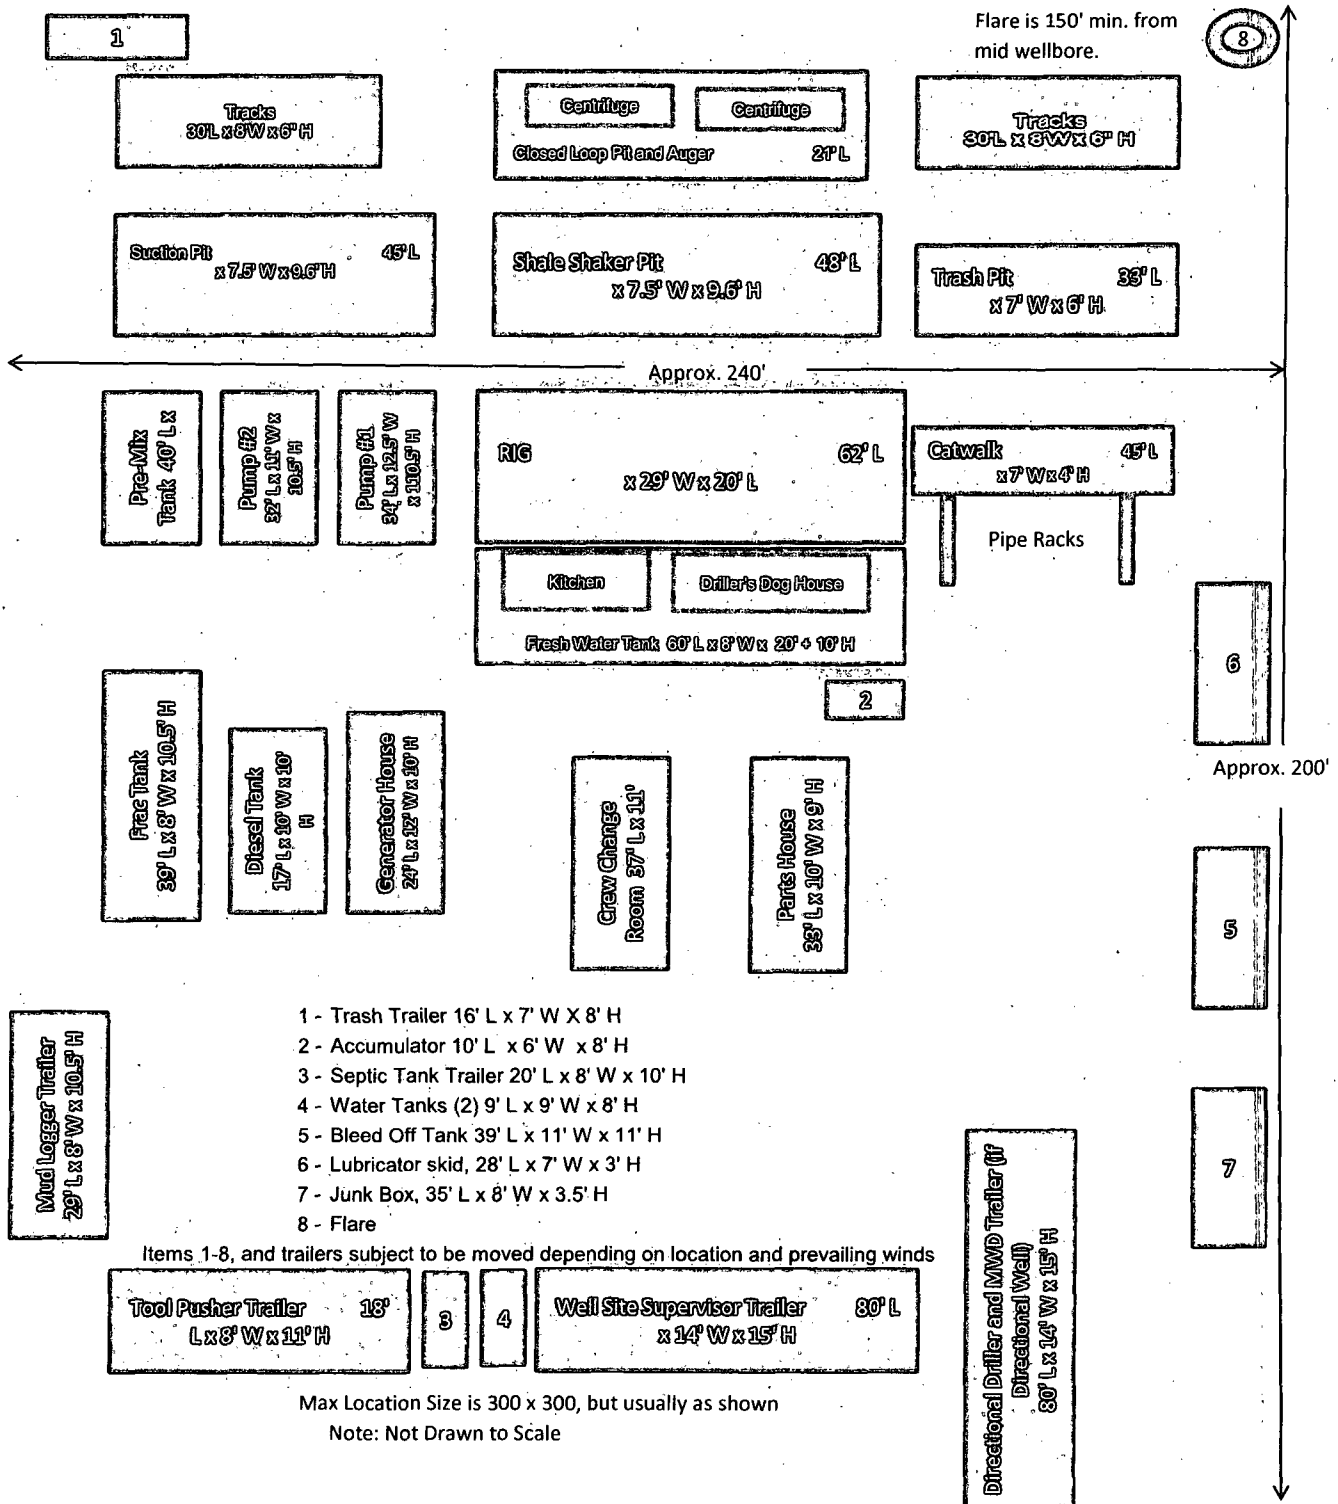 1
Flare is 150' min. from
mid wellbore.
8
Tracks
30'L x 8'W x 6" H
Centrifuge
Centrifuge
Closed Loop Pit and Auger 21' L
Tracks
30'L x 8'W x 6" H
Suction Pit 45' L
x 7.5' W x 9.6' H
Shale Shaker Pit 48' L
x 7.5' W x 9.6' H
Trash Pit 33' L
x 7' W x 6' H
Approx. 240'
Pre-Mix
Tank 40' L x
Pump #2
32' L x 11' W x
10.5' H
Pump #1
34' L x 12.5' W
x 110.5' H
RIG 62' L
x 29' W x 20' L
Catwalk 45' L
x 7' W x 4' H
Pipe Racks
Kitchen
Driller's Dog House
Fresh Water Tank 60' L x 8' W x 20' + 10' H
6
2
Approx. 200'
Frac Tank
39' L x 8' W x 10.5' H
Diesel Tank
17' L x 10' W x 10'
H
Generator House
24' L x 12' W x 10' H
Crew Change
Room 37' L x 11'
Parts House
33' L x 10' W x 9' H
5
Mud Logger Trailer
29' L x 8' W x 10.5' H
1 - Trash Trailer 16' L x 7' W X 8' H
2 - Accumulator 10' L x 6' W x 8' H
3 - Septic Tank Trailer 20' L x 8' W x 10' H
4 - Water Tanks (2) 9' L x 9' W x 8' H
5 - Bleed Off Tank 39' L x 11' W x 11' H
6 - Lubricator skid, 28' L x 7' W x 3' H
7 - Junk Box, 35' L x 8' W x 3.5' H
8 - Flare
7
Items 1-8, and trailers subject to be moved depending on location and prevailing winds
Tool Pusher Trailer 18'
L x 8' W x 11' H
3
4
Well Site Supervisor Trailer 80' L
x 14' W x 15' H
Directional Driller and MWD Trailer (if
Directional Well)
80' L x 14' W x 15' H
Max Location Size is 300 x 300, but usually as shown
Note: Not Drawn to Scale